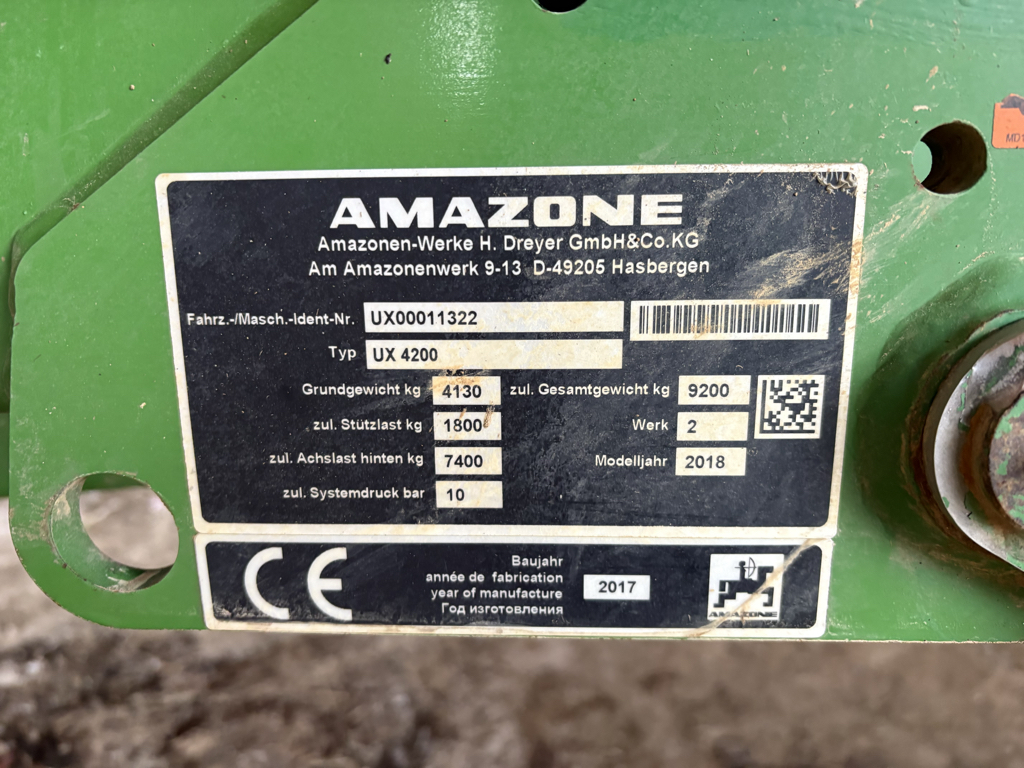 AMAZONE
Amazonen-Werke H. Dreyer GmbH&Co.KG
Am Amazonenwerk 9-13 D-49205 Hasbergen
Fahrz.-/Masch.-Ident-Nr. UX00011322
Typ UX 4200
Grundgewicht kg 4130 zul. Gesamtgewicht kg 9200
zul. Stützlast kg 1800 Werk 2
zul. Achslast hinten kg 7400 Modelljahr 2018
zul. Systemdruck bar 10
CE
Baujahr
année de fabrication
year of manufacture
Год изготовления
2017
AMAZONE